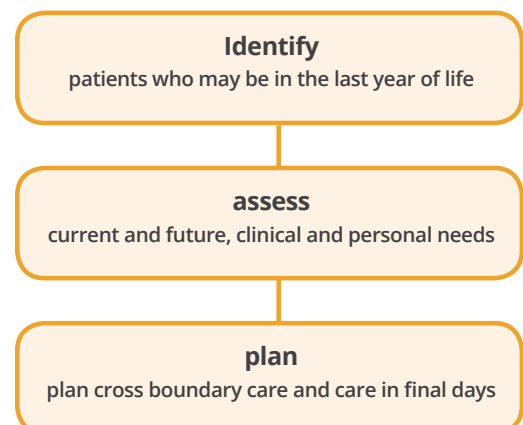 Identify
patients who may be in the last year of life
assess
current and future, clinical and personal needs
plan
plan cross boundary care and care in final days